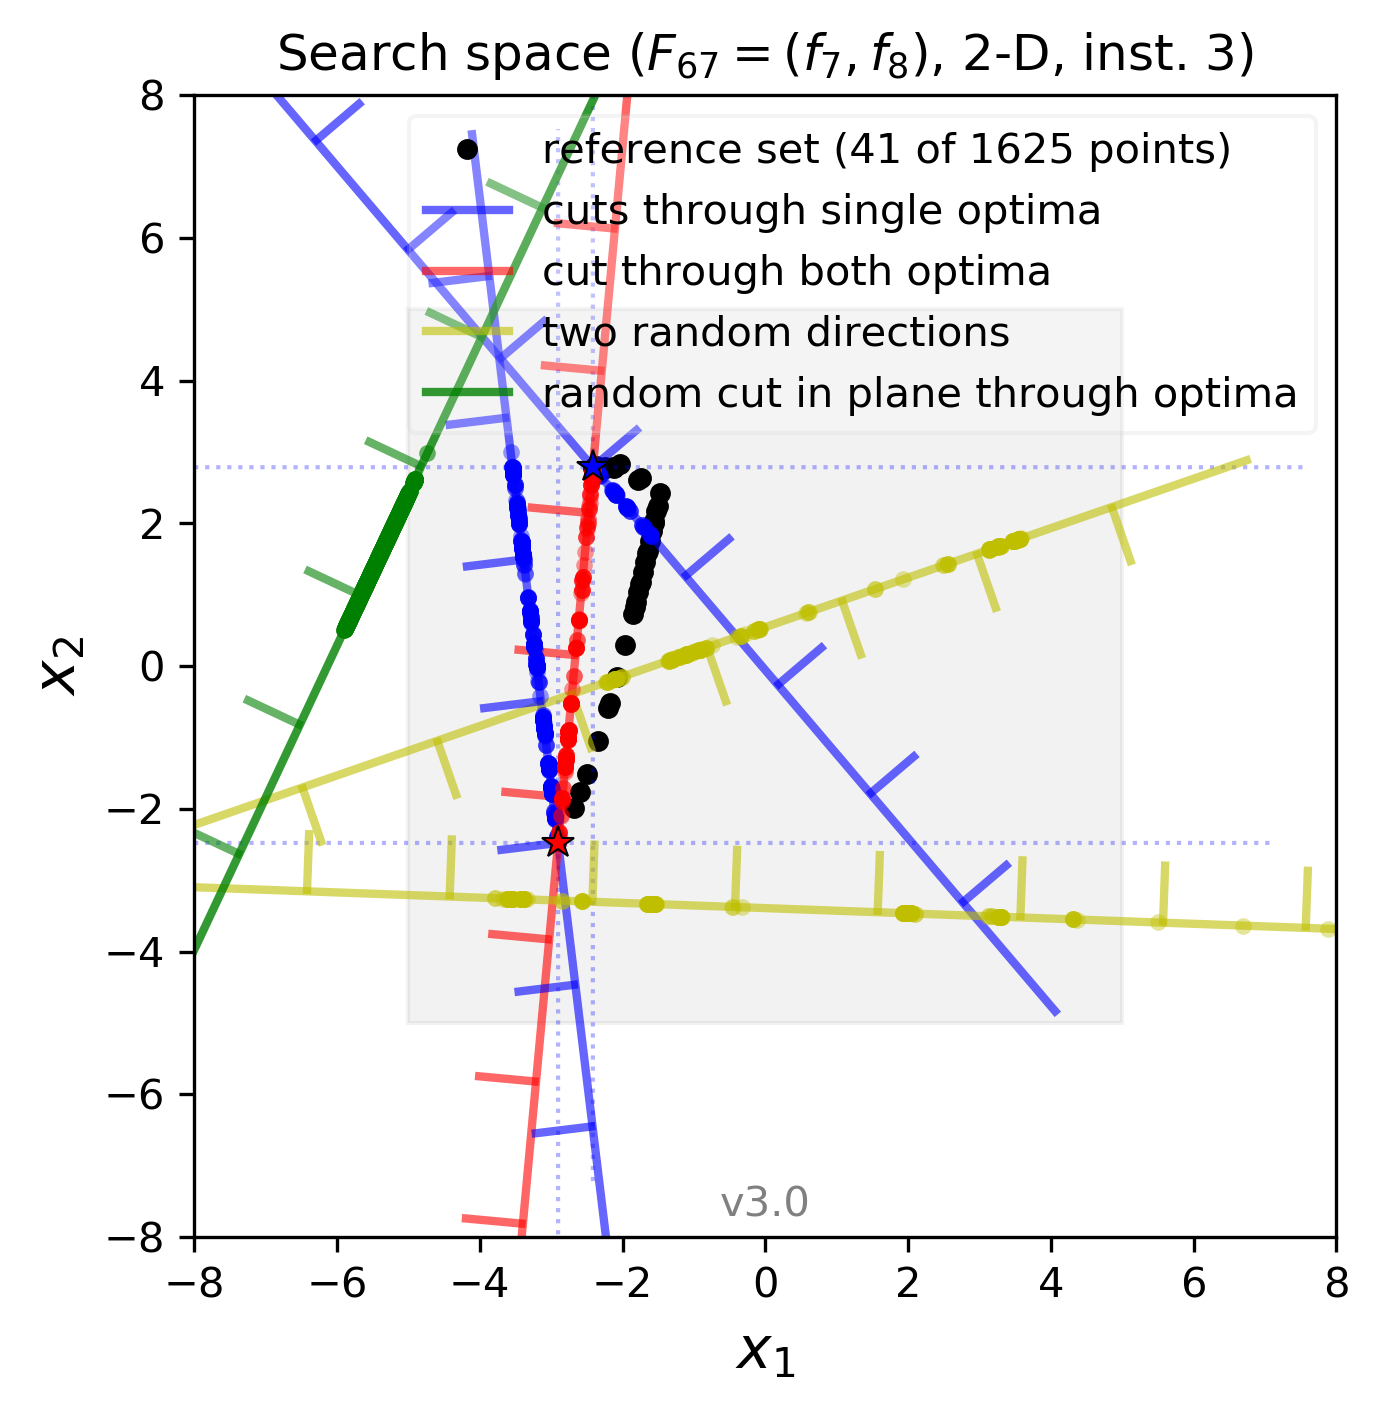 Search space (F₆₇ = (f₇, f₈), 2-D, inst. 3)
reference set (41 of 1625 points)
cuts through single optima
cut through both optima
two random directions
random cut in plane through optima
8
6
4
2
0
−2
−4
−6
−8
x₂
v3.0
−8 −6 −4 −2 0 2 4 6 8
x₁